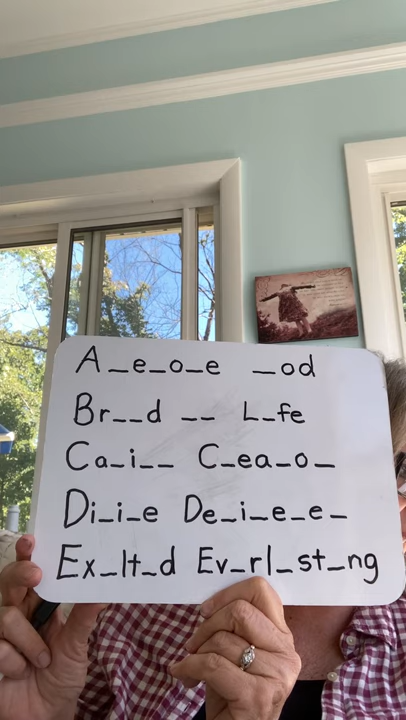 A_e_o_e _od
Br__d __ L_fe
Ca_i__ C_ea_o_
Di_i_e De_i_e_e_
Ex_lt_d Ev_rl_st_ng